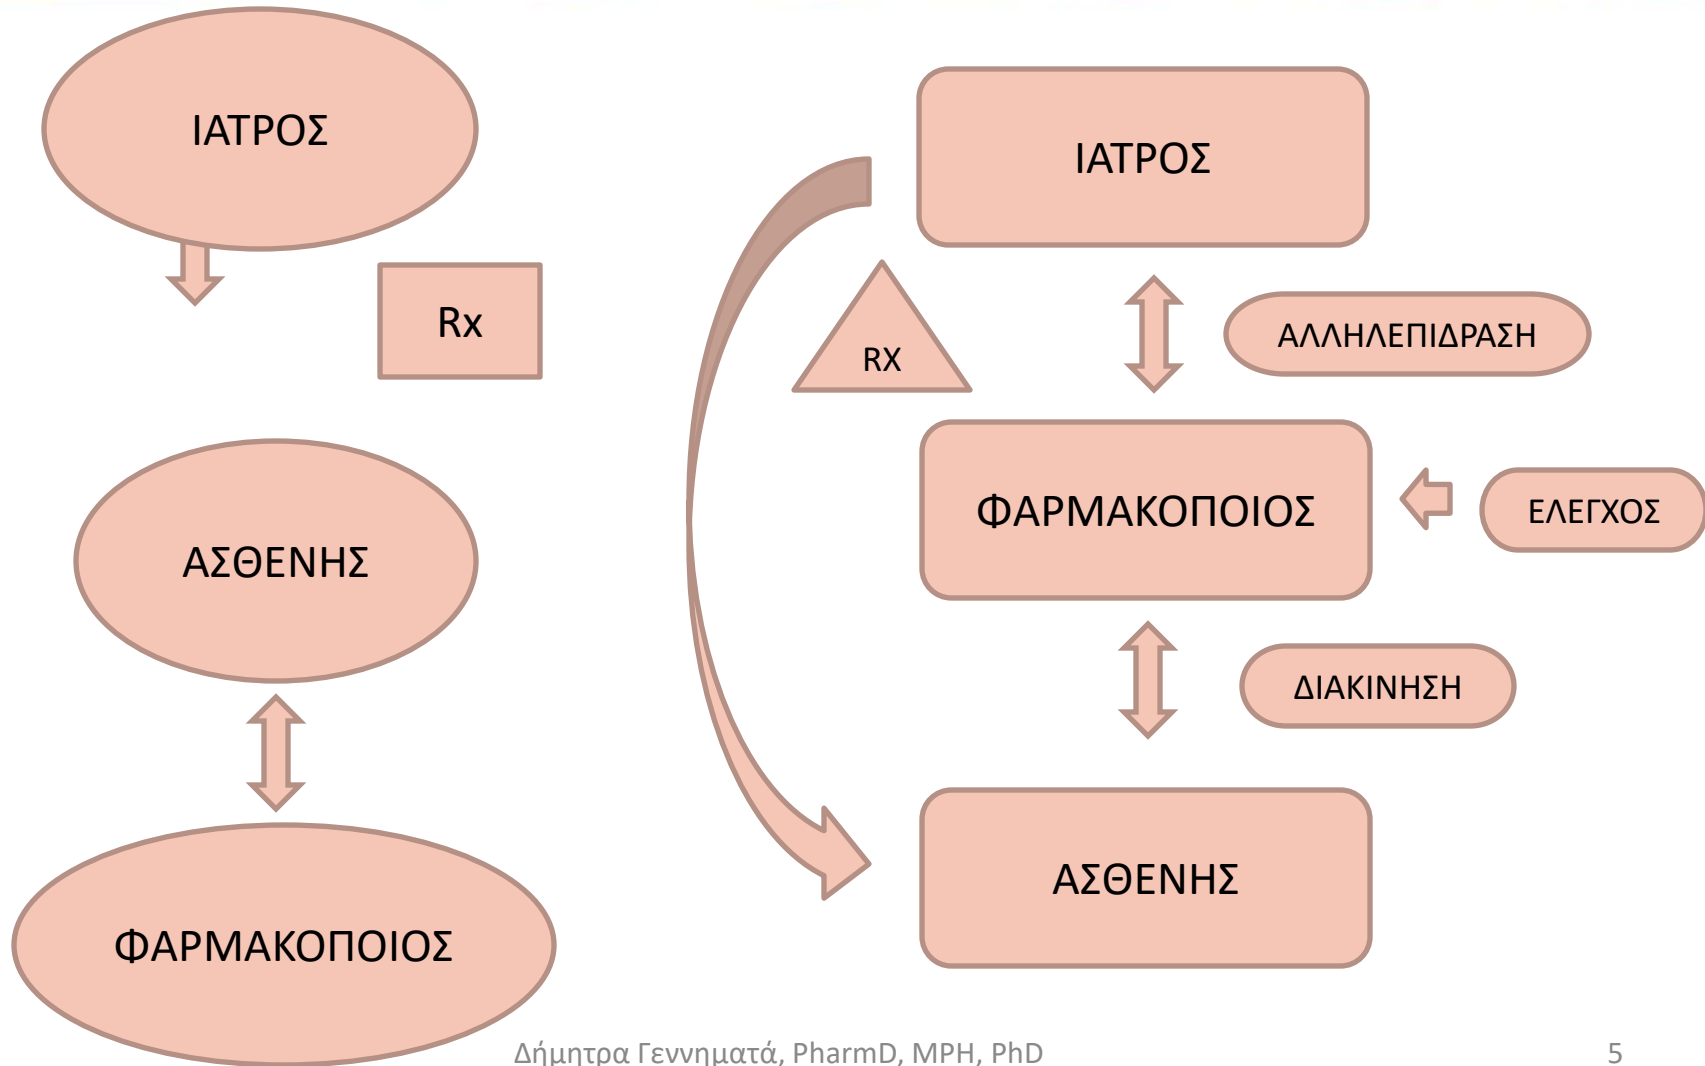 ΙΑΤΡΟΣ
Rx
ΑΣΘΕΝΗΣ
ΦΑΡΜΑΚΟΠΟΙΟΣ
ΙΑΤΡΟΣ
RX
ΑΛΛΗΛΕΠΙΔΡΑΣΗ
ΦΑΡΜΑΚΟΠΟΙΟΣ
ΕΛΕΓΧΟΣ
ΔΙΑΚΙΝΗΣΗ
ΑΣΘΕΝΗΣ
Δήμητρα Γεννηματά, PharmD, MPH, PhD
5